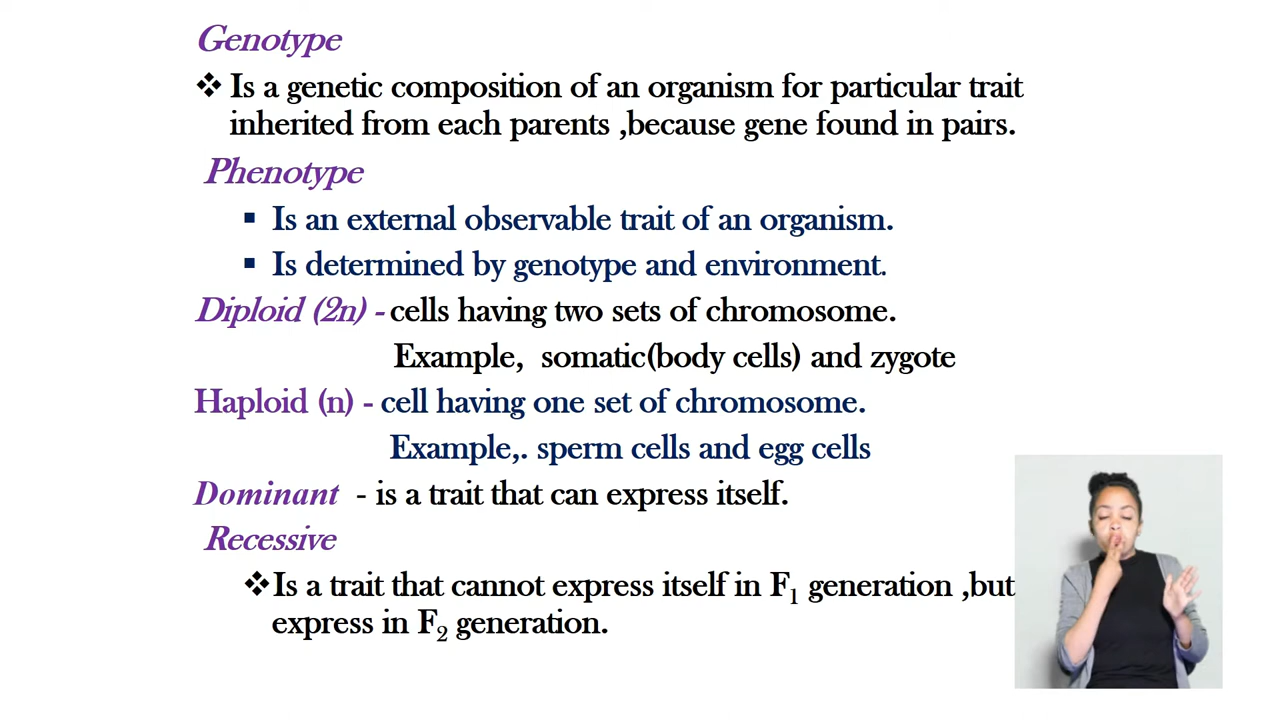 Genotype
❖ Is a genetic composition of an organism for particular trait
inherited from each parents ,because gene found in pairs.
Phenotype
▪ Is an external observable trait of an organism.
▪ Is determined by genotype and environment.
Diploid (2n) - cells having two sets of chromosome.
Example, somatic(body cells) and zygote
Haploid (n) - cell having one set of chromosome.
Example,. sperm cells and egg cells
Dominant - is a trait that can express itself.
Recessive
❖Is a trait that cannot express itself in F₁ generation ,but
express in F₂ generation.